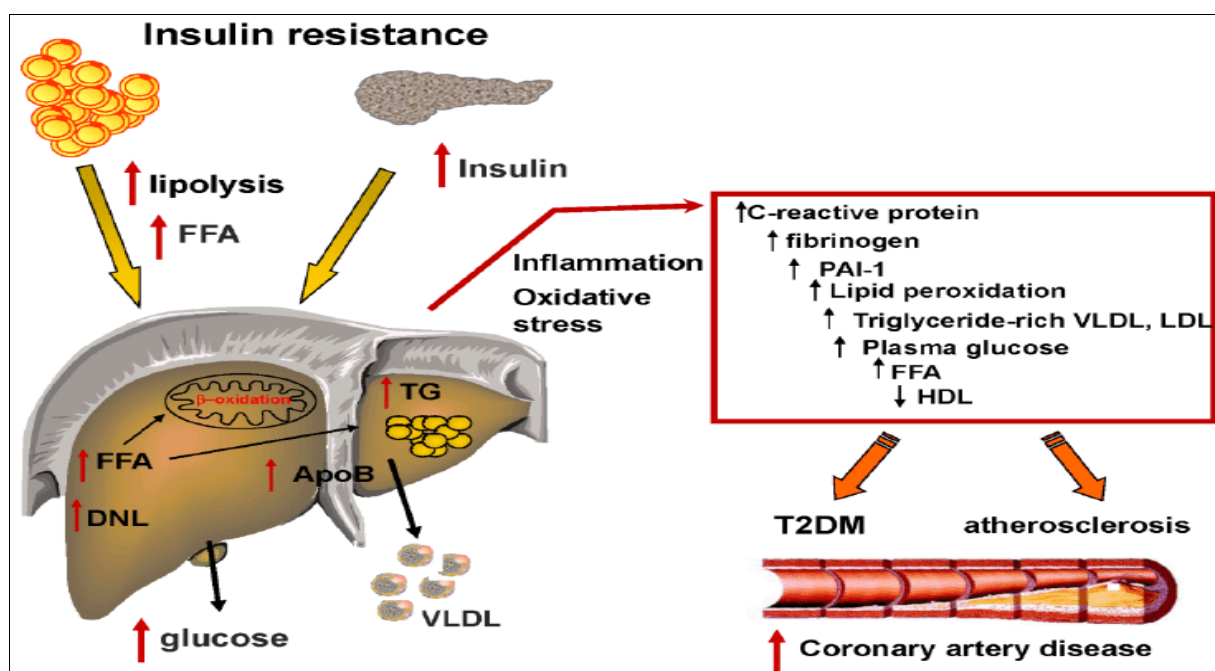 Insulin resistance
↑ lipolysis
↑ FFA
↑ Insulin
Inflammation
Oxidative
stress
↑C-reactive protein
↑ fibrinogen
↑ PAI-1
↑ Lipid peroxidation
↑ Triglyceride-rich VLDL, LDL
↑ Plasma glucose
↑ FFA
↓ HDL
β-oxidation
↑ TG
↑ FFA
↑ ApoB
↑ DNL
↑ glucose
VLDL
T2DM
atherosclerosis
↑ Coronary artery disease